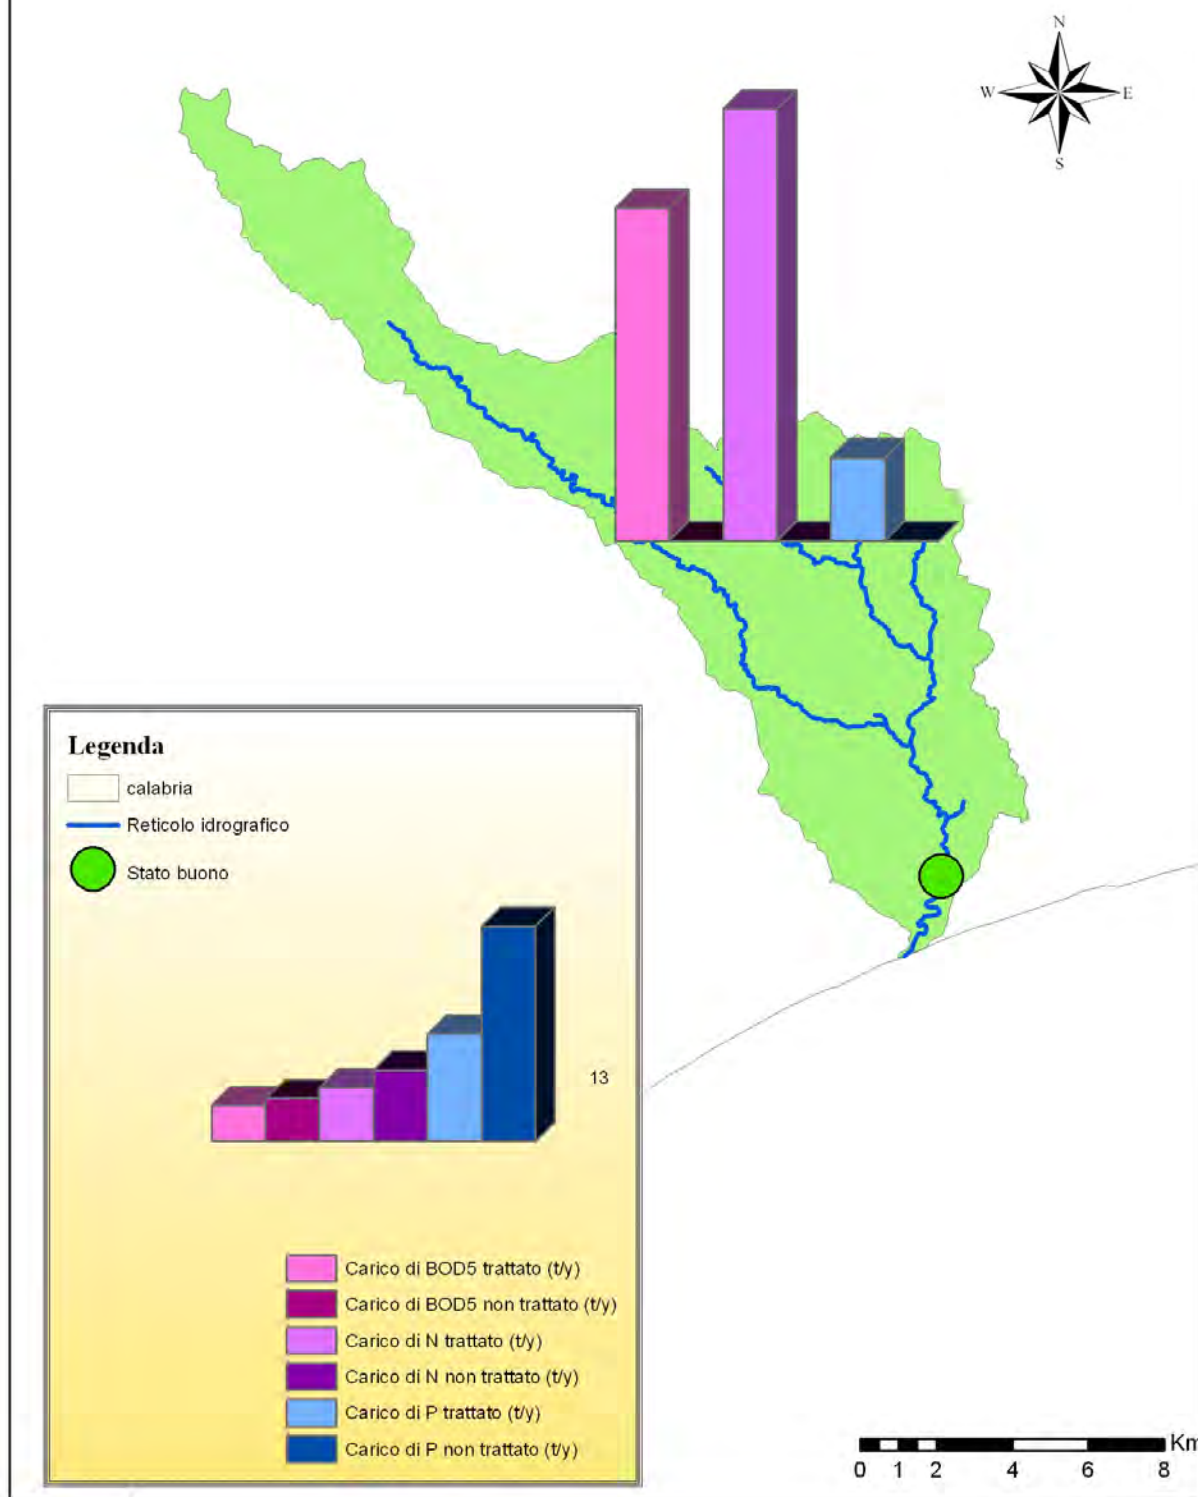 N
W E
S
Legenda
calabria
Reticolo idrografico
Stato buono
13
Carico di BOD5 trattato (t/y)
Carico di BOD5 non trattato (t/y)
Carico di N trattato (t/y)
Carico di N non trattato (t/y)
Carico di P trattato (t/y)
Carico di P non trattato (t/y)
Km
0 1 2 4 6 8